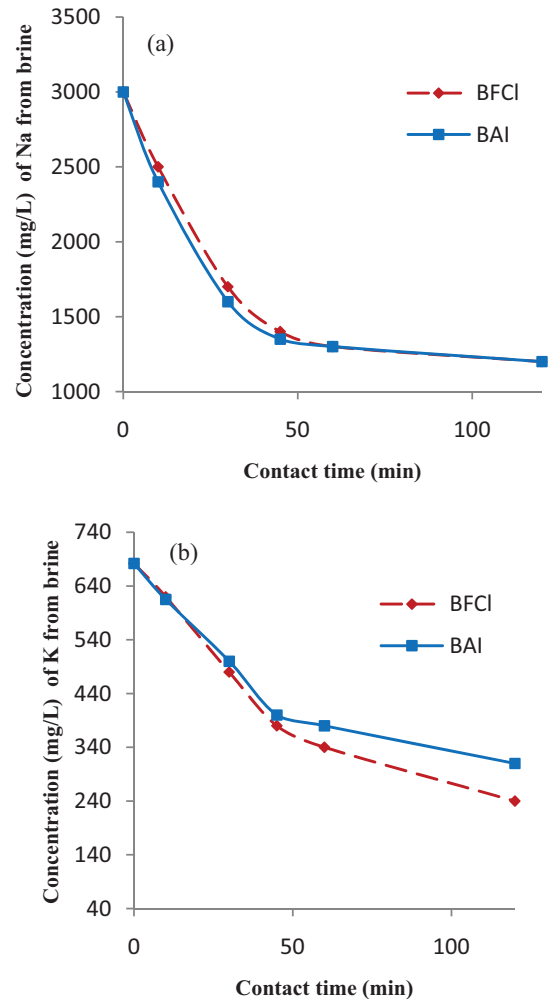 (a)
Concentration (mg/L) of Na from brine
3500
3000
2500
2000
1500
1000
0
50
100
Contact time (min)
BFCl
BAI
(b)
Concentration (mg/L) of K from brine
740
640
540
440
340
240
140
40
0
50
100
Contact time (min)
BFCl
BAI